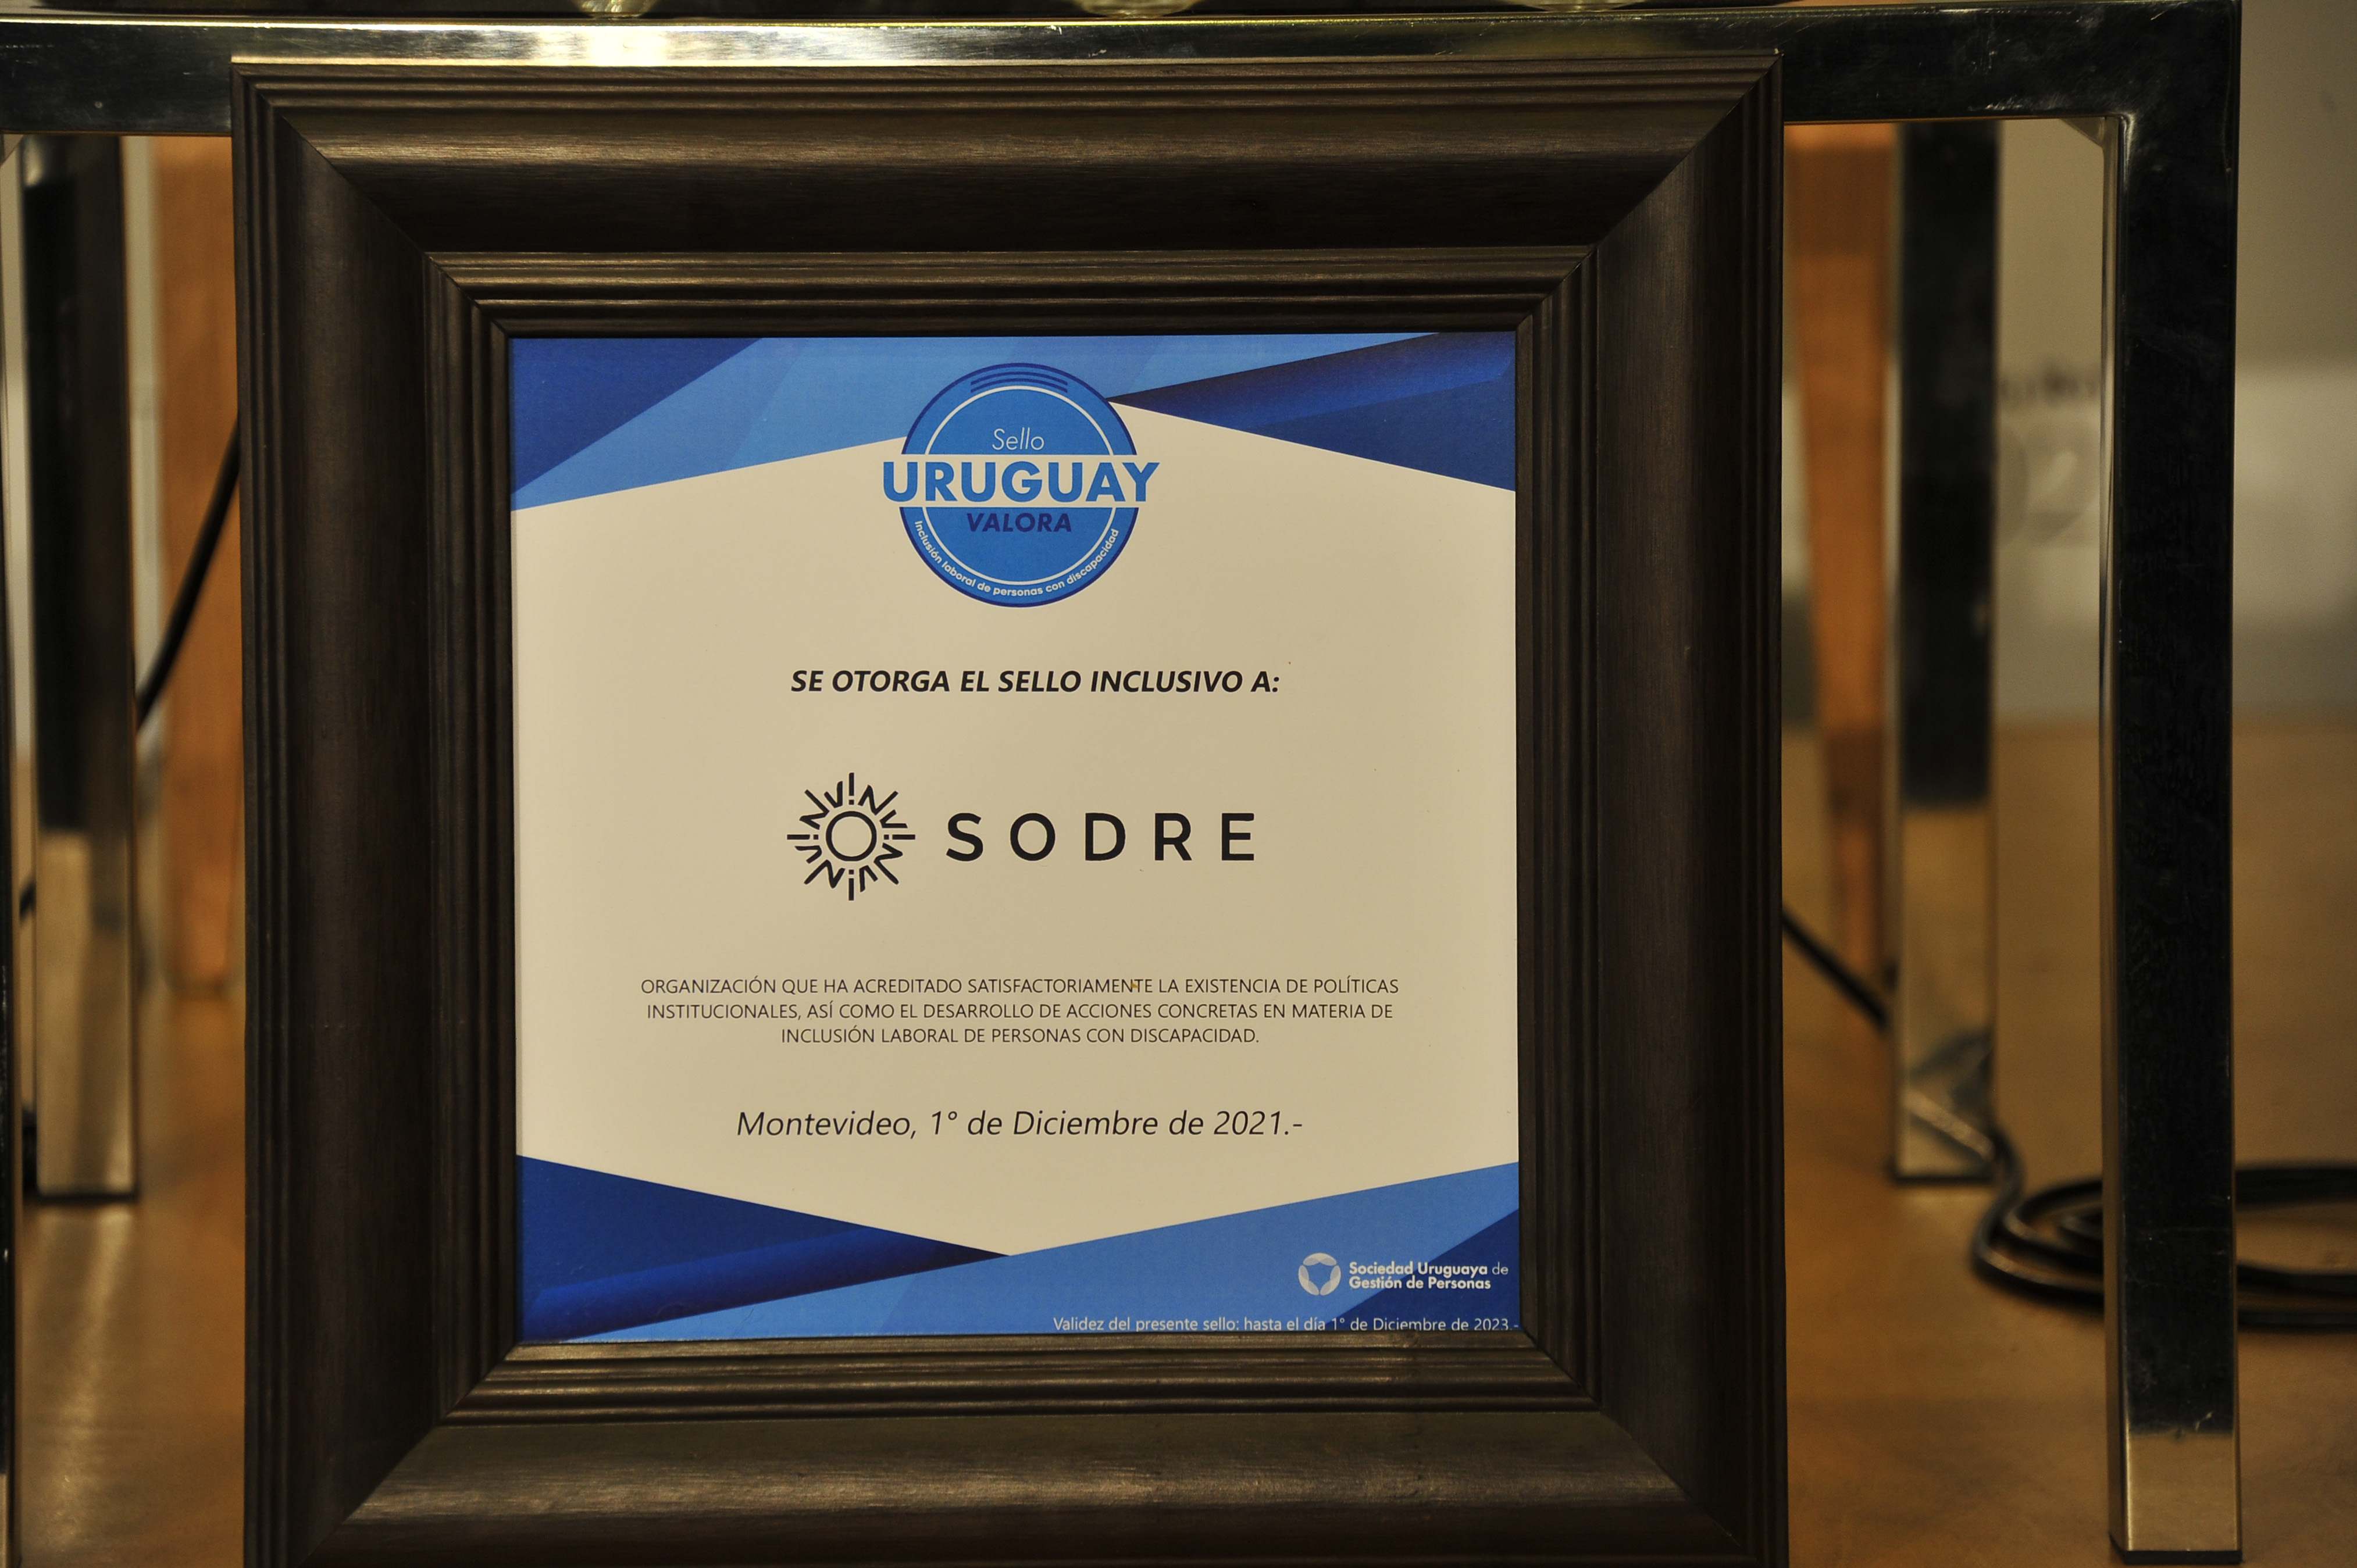 Sello
URUGUAY
VALORA
Inclusión laboral de personas con discapacidad
SE OTORGA EL SELLO INCLUSIVO A:
SODRE
ORGANIZACIÓN QUE HA ACREDITADO SATISFACTORIAMENTE LA EXISTENCIA DE POLÍTICAS
INSTITUCIONALES, ASÍ COMO EL DESARROLLO DE ACCIONES CONCRETAS EN MATERIA DE
INCLUSIÓN LABORAL DE PERSONAS CON DISCAPACIDAD.
Montevideo, 1° de Diciembre de 2021.-
Sociedad Uruguaya de
Gestión de Personas
Validez del presente sello: hasta el día 1° de Diciembre de 2023.-